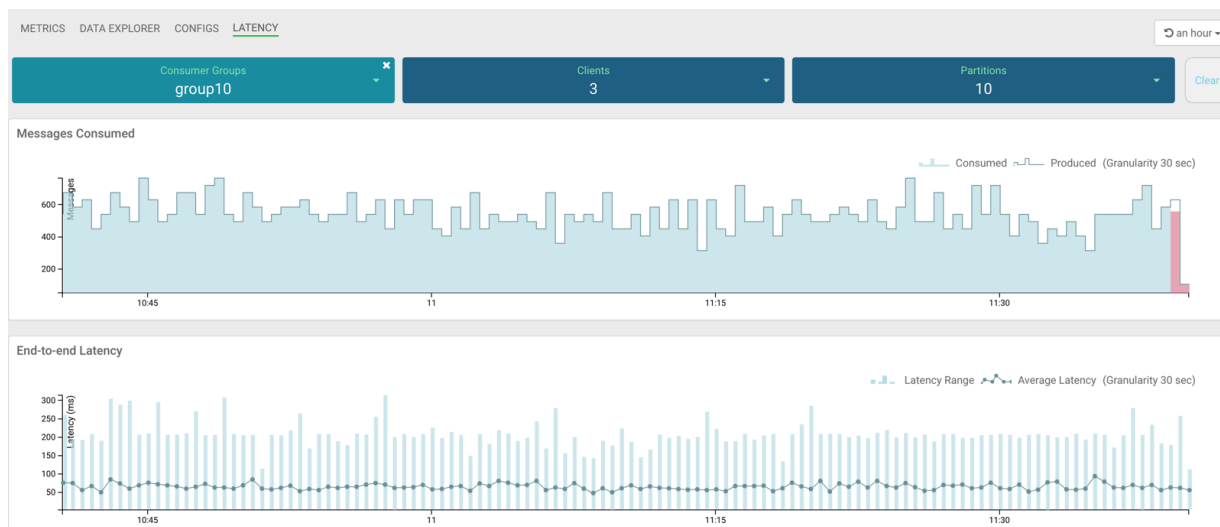 METRICS DATA EXPLORER CONFIGS LATENCY
an hour
Consumer Groups
group10
Clients
3
Partitions
10
Clear
Messages Consumed
Consumed Produced (Granularity 30 sec)
Messages
600
400
200
10:45 11 11:15 11:30
End-to-end Latency
Latency Range Average Latency (Granularity 30 sec)
Latency (ms)
300
250
200
150
100
50
10:45 11 11:15 11:30